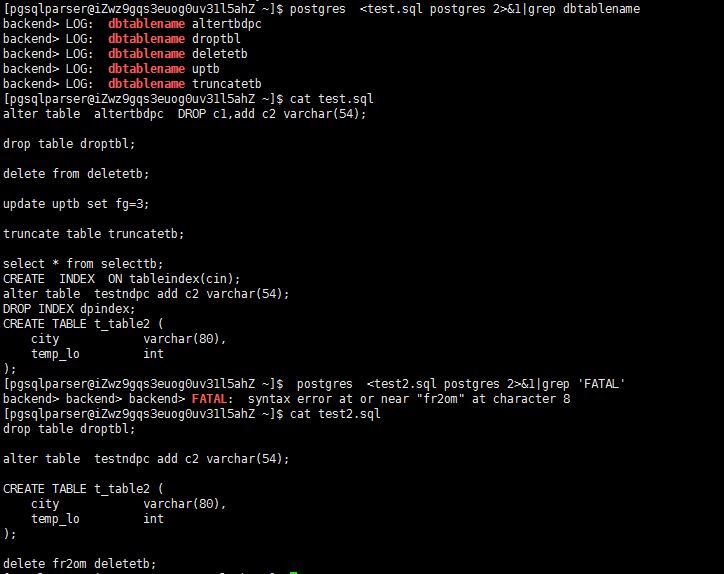 [pgsqlparser@iZwz9gqs3euog0uv31l5ahZ ~]$ postgres  <test.sql postgres 2>&1|grep dbtablename
backend> LOG:  dbtablename altertbdpc
backend> LOG:  dbtablename droptbl
backend> LOG:  dbtablename deletetb
backend> LOG:  dbtablename uptb
backend> LOG:  dbtablename truncatetb
[pgsqlparser@iZwz9gqs3euog0uv31l5ahZ ~]$ cat test.sql
alter table  altertbdpc  DROP c1,add c2 varchar(54);
drop table droptbl;
delete from deletetb;
update uptb set fg=3;
truncate table truncatetb;
select * from selecttb;
CREATE  INDEX  ON tableindex(cin);
alter table  testndpc add c2 varchar(54);
DROP INDEX dpindex;
CREATE TABLE t_table2 (
    city            varchar(80),
    temp_lo         int
);
[pgsqlparser@iZwz9gqs3euog0uv31l5ahZ ~]$  postgres  <test2.sql postgres 2>&1|grep 'FATAL'
backend> backend> backend> FATAL:  syntax error at or near "fr2om" at character 8
[pgsqlparser@iZwz9gqs3euog0uv31l5ahZ ~]$ cat test2.sql
drop table droptbl;
alter table  testndpc add c2 varchar(54);
CREATE TABLE t_table2 (
    city            varchar(80),
    temp_lo         int
);
delete fr2om deletetb;